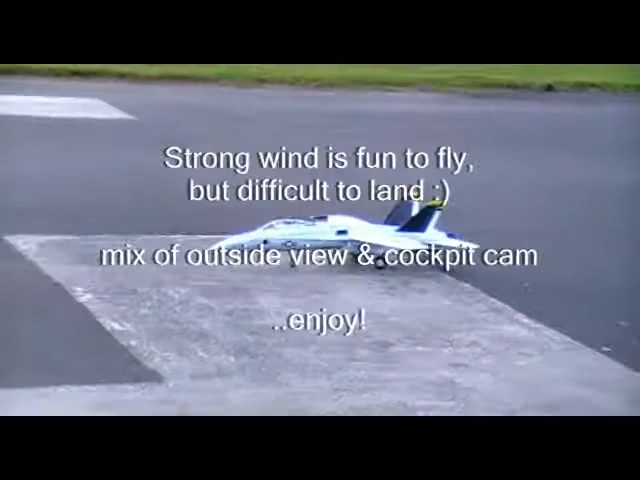 Strong wind is fun to fly,
but difficult to land :)
mix of outside view & cockpit cam
..enjoy!